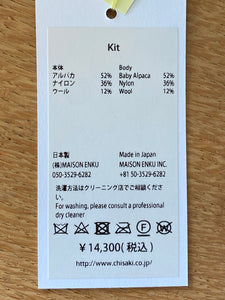 Kit
本体 Body
アルパカ 52% Baby Alpaca 52%
ナイロン 36% Nylon 36%
ウール 12% Wool 12%
日本製 Made in Japan
(株)MAISON ENKU MAISON ENKU INC.
050-3529-6282 +81 50-3529-6282
洗濯方法はクリーニング店でご相談ください。
For washing, please consult a professional
dry cleaner
¥ 14,300(税込)
http://www.chisaki.co.jp/